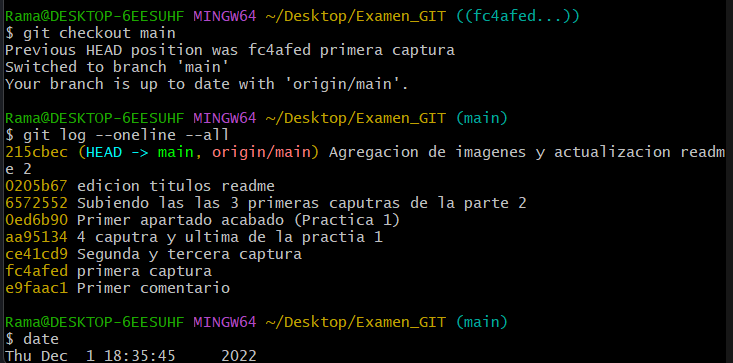 Rama@DESKTOP-6EESUHF MINGW64 ~/Desktop/Examen_GIT ((fc4afed...))
$ git checkout main
Previous HEAD position was fc4afed primera captura
Switched to branch 'main'
Your branch is up to date with 'origin/main'.
Rama@DESKTOP-6EESUHF MINGW64 ~/Desktop/Examen_GIT (main)
$ git log --oneline --all
215cbec (HEAD -> main, origin/main) Agregacion de imagenes y actualizacion readm
e 2
0205b67 edicion titulos readme
6572552 Subiendo las las 3 primeras caputras de la parte 2
0ed6b90 Primer apartado acabado (Practica 1)
aa95134 4 caputra y ultima de la practia 1
ce41cd9 Segunda y tercera captura
fc4afed primera captura
e9faac1 Primer comentario
Rama@DESKTOP-6EESUHF MINGW64 ~/Desktop/Examen_GIT (main)
$ date
Thu Dec  1 18:35:45     2022